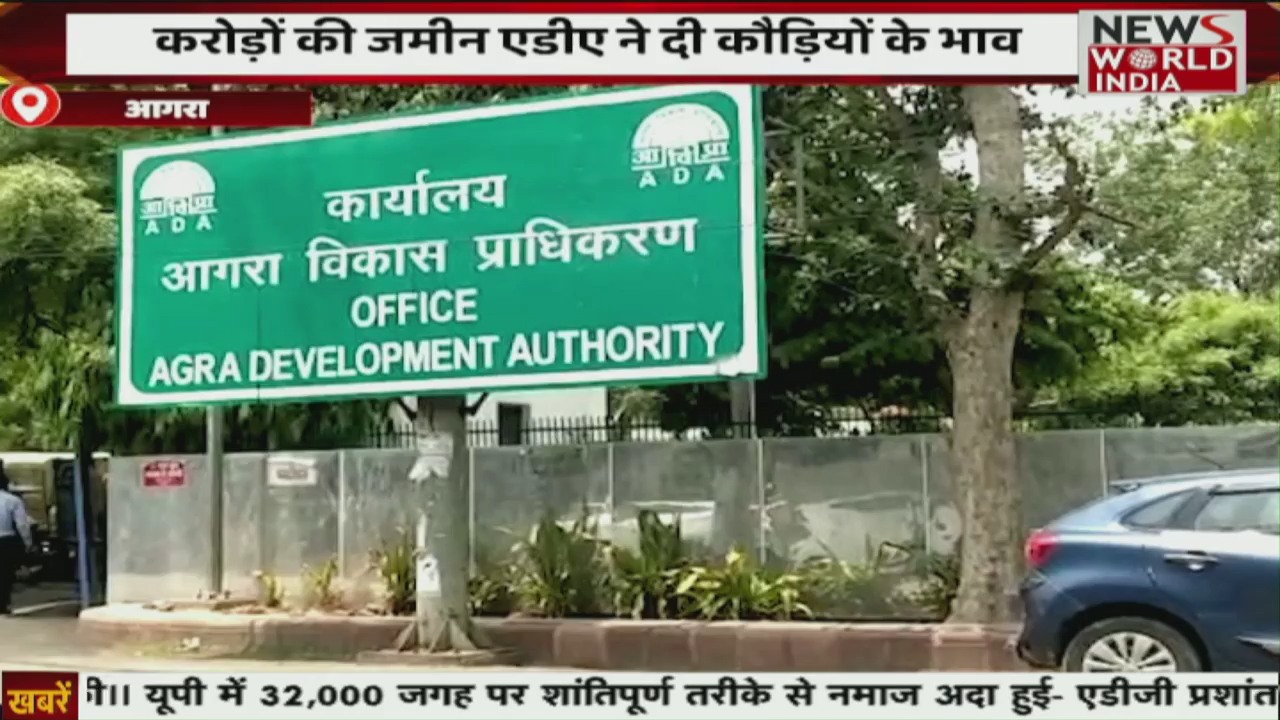 करोड़ों की जमीन एडीए ने दी कौड़ियों के भाव
NEWS
WORLD
INDIA
आगरा
आ वि प्रा
ADA
आ वि प्रा
ADA
कार्यालय
आगरा विकास प्राधिकरण
OFFICE
AGRA DEVELOPMENT AUTHORITY
खबरें
।। यूपी में 32,000 जगह पर शांतिपूर्ण तरीके से नमाज अदा हुई- एडीजी प्रशांत